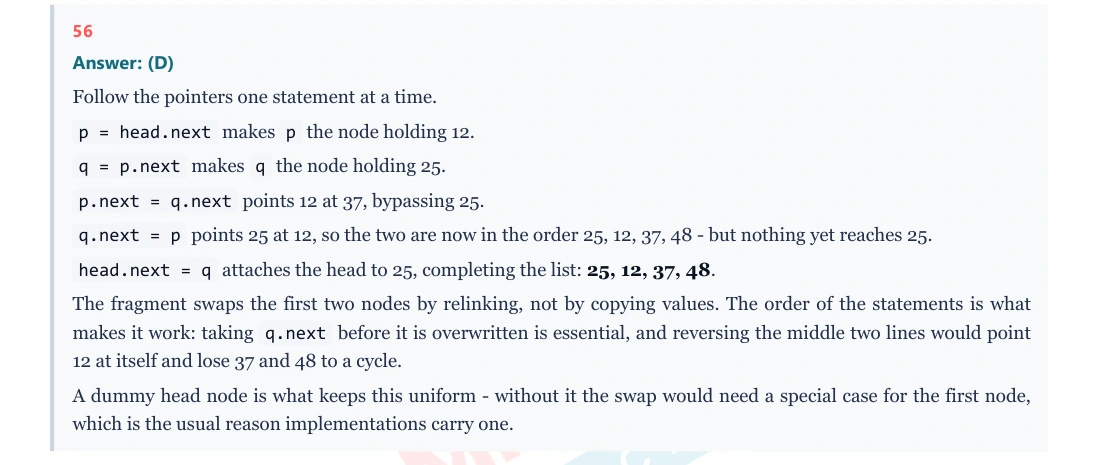 56
Answer: (D)
Follow the pointers one statement at a time.
p = head.next makes p the node holding 12.
q = p.next makes q the node holding 25.
p.next = q.next points 12 at 37, bypassing 25.
q.next = p points 25 at 12, so the two are now in the order 25, 12, 37, 48 - but nothing yet reaches 25.
head.next = q attaches the head to 25, completing the list: 25, 12, 37, 48.
The fragment swaps the first two nodes by relinking, not by copying values. The order of the statements is what
makes it work: taking q.next before it is overwritten is essential, and reversing the middle two lines would point
12 at itself and lose 37 and 48 to a cycle.
A dummy head node is what keeps this uniform - without it the swap would need a special case for the first node,
which is the usual reason implementations carry one.